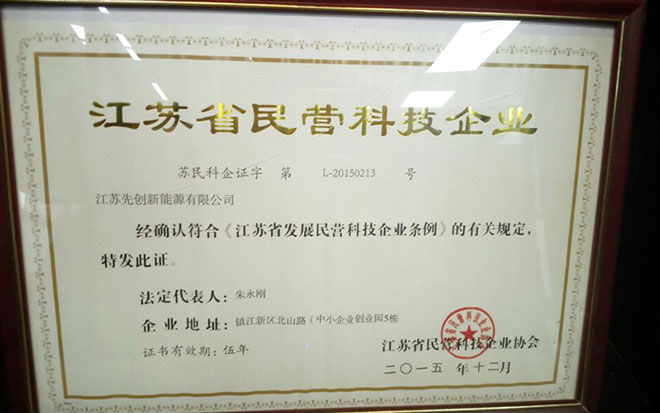 江苏省民营科技企业
苏民科企证字 第 L-20150213 号
江苏先创新能源有限公司
经确认符合《江苏省发展民营科技企业条例》的有关规定，
特发此证。
法定代表人：朱永刚
企业地址：镇江新区北山路（中小企业创业园5栋
证书有效期：伍年
江苏省民营科技企业协会
二〇一五 年 十二月